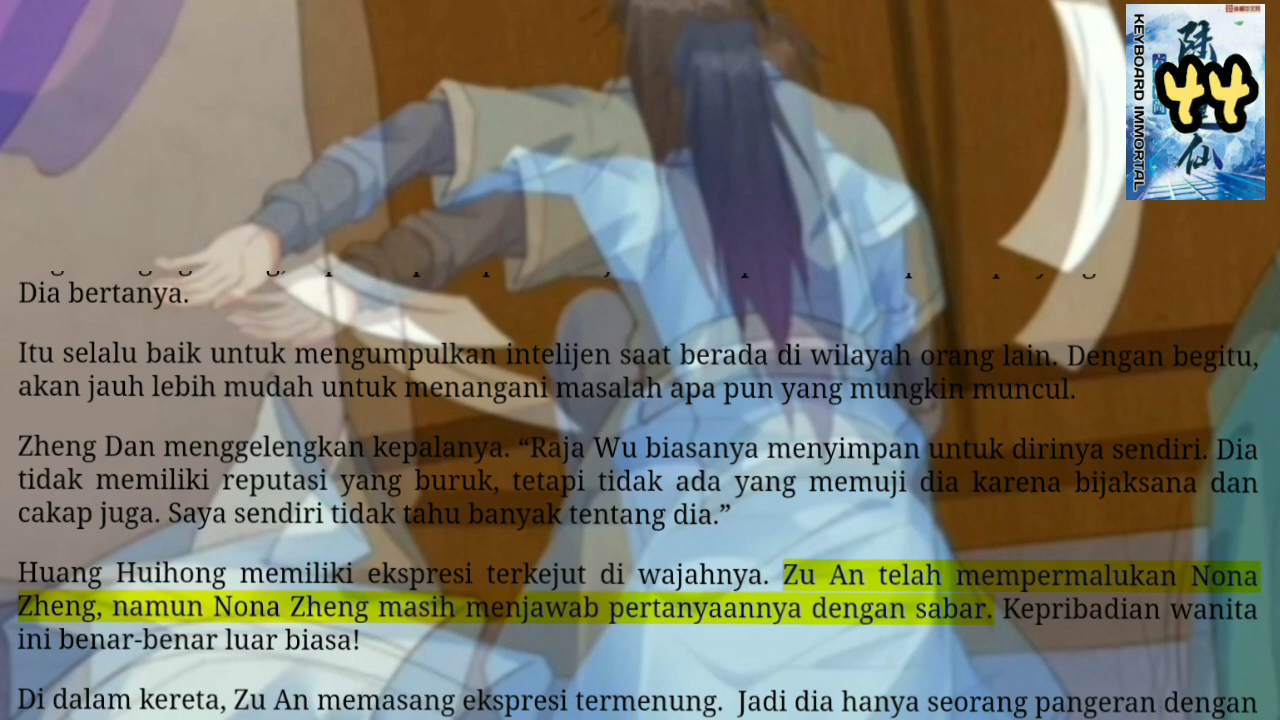 KEYBOARD IMMORTAL
44
Dia bertanya.
Itu selalu baik untuk mengumpulkan intelijen saat berada di wilayah orang lain. Dengan begitu,
akan jauh lebih mudah untuk menangani masalah apa pun yang mungkin muncul.
Zheng Dan menggelengkan kepalanya. “Raja Wu biasanya menyimpan untuk dirinya sendiri. Dia
tidak memiliki reputasi yang buruk, tetapi tidak ada yang memuji dia karena bijaksana dan
cakap juga. Saya sendiri tidak tahu banyak tentang dia.”
Huang Huihong memiliki ekspresi terkejut di wajahnya. Zu An telah mempermalukan Nona
Zheng, namun Nona Zheng masih menjawab pertanyaannya dengan sabar. Kepribadian wanita
ini benar-benar luar biasa!
Di dalam kereta, Zu An memasang ekspresi termenung. Jadi dia hanya seorang pangeran dengan